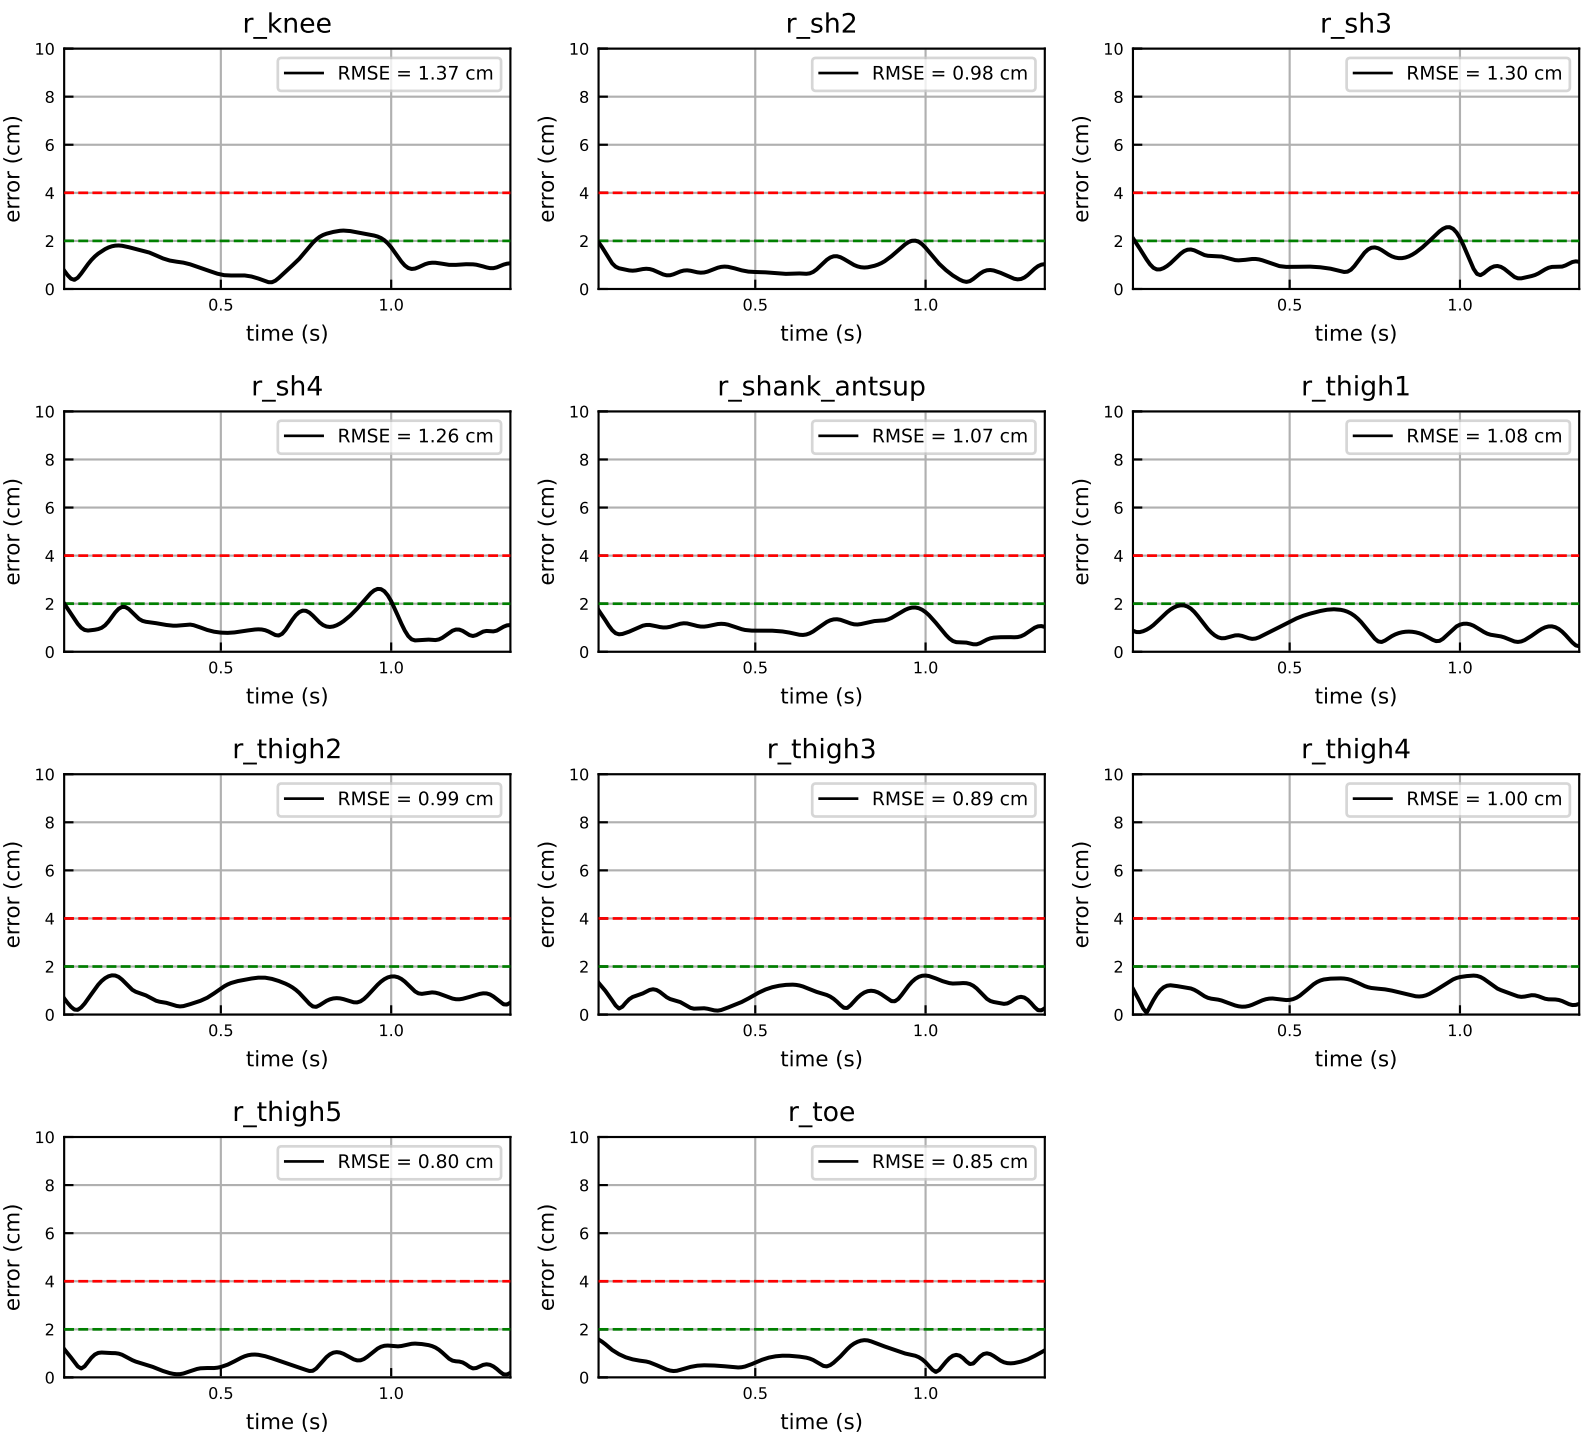 r_knee
RMSE = 1.37 cm
error (cm)
10
8
6
4
2
0
0.5 1.0
time (s)
r_sh2
RMSE = 0.98 cm
error (cm)
10
8
6
4
2
0
0.5 1.0
time (s)
r_sh3
RMSE = 1.30 cm
error (cm)
10
8
6
4
2
0
0.5 1.0
time (s)
r_sh4
RMSE = 1.26 cm
error (cm)
10
8
6
4
2
0
0.5 1.0
time (s)
r_shank_antsup
RMSE = 1.07 cm
error (cm)
10
8
6
4
2
0
0.5 1.0
time (s)
r_thigh1
RMSE = 1.08 cm
error (cm)
10
8
6
4
2
0
0.5 1.0
time (s)
r_thigh2
RMSE = 0.99 cm
error (cm)
10
8
6
4
2
0
0.5 1.0
time (s)
r_thigh3
RMSE = 0.89 cm
error (cm)
10
8
6
4
2
0
0.5 1.0
time (s)
r_thigh4
RMSE = 1.00 cm
error (cm)
10
8
6
4
2
0
0.5 1.0
time (s)
r_thigh5
RMSE = 0.80 cm
error (cm)
10
8
6
4
2
0
0.5 1.0
time (s)
r_toe
RMSE = 0.85 cm
error (cm)
10
8
6
4
2
0
0.5 1.0
time (s)